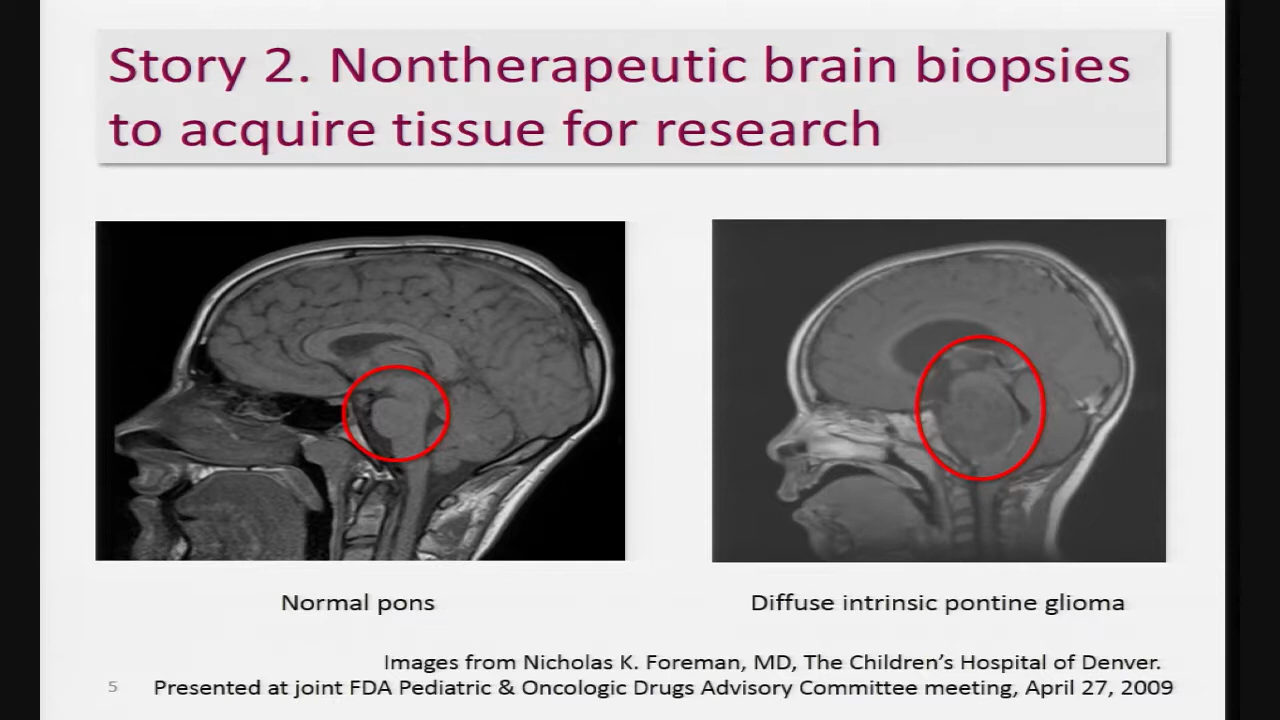 Story 2. Nontherapeutic brain biopsies
to acquire tissue for research
Normal pons
Diffuse intrinsic pontine glioma
Images from Nicholas K. Foreman, MD, The Children’s Hospital of Denver.
5
Presented at joint FDA Pediatric & Oncologic Drugs Advisory Committee meeting, April 27, 2009